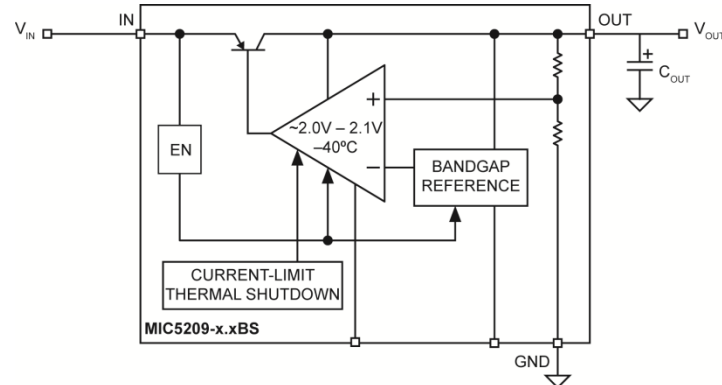 IN
OUT
VIN
VOUT
+
COUT
+
~2.0V – 2.1V
–40ºC
–
EN
BANDGAP
REFERENCE
CURRENT-LIMIT
THERMAL SHUTDOWN
MIC5209-x.xBS
GND